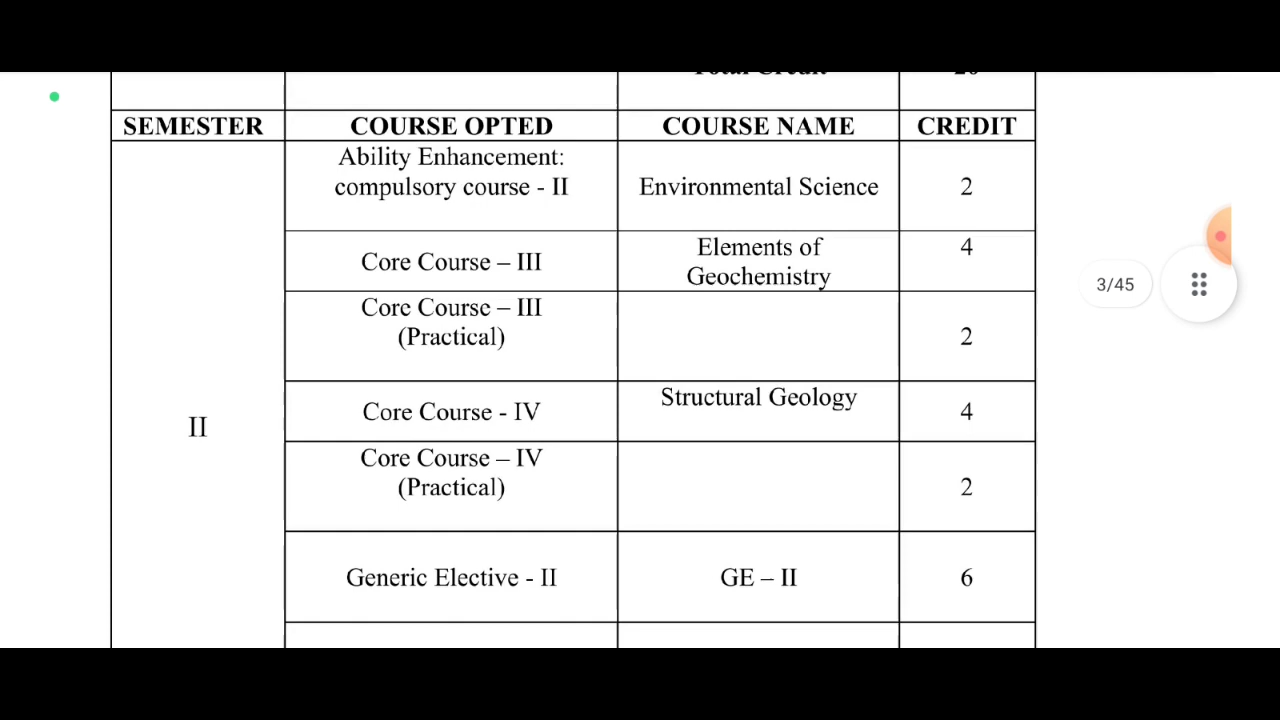 SEMESTER COURSE OPTED COURSE NAME CREDIT
Ability Enhancement:
compulsory course - II Environmental Science 2
Core Course – III Elements of Geochemistry 4
Core Course – III
(Practical) 2
Core Course - IV Structural Geology 4
Core Course – IV
(Practical) 2
II
Generic Elective - II GE – II 6
3/45